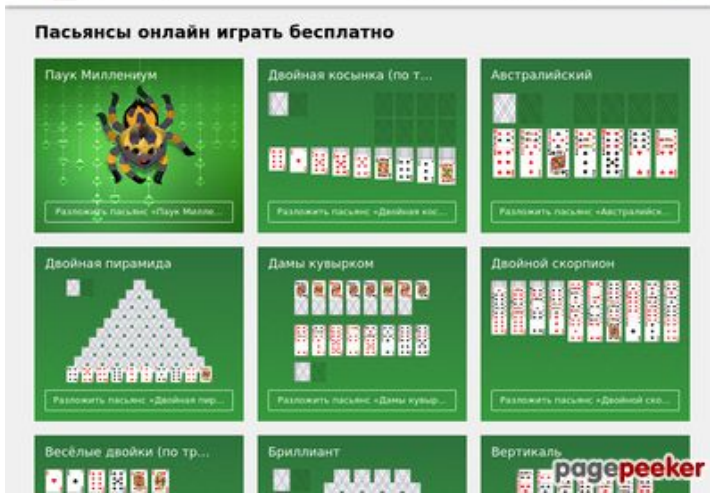 Пасьянсы онлайн играть бесплатно
Паук Миллениум
Двойная косынка (по т...
Австралийский
Разложить пасьянс «Паук Милле...
Разложить пасьянс «Двойная кос...
Разложить пасьянс «Австралийск...
Двойная пирамида
Дамы кувырком
Двойной скорпион
Разложить пасьянс «Двойная пир...
Разложить пасьянс «Дамы кувыр...
Разложить пасьянс «Двойной ско...
Весёлые двойки (по тр...
Бриллиант
Вертикаль
pagepeeker